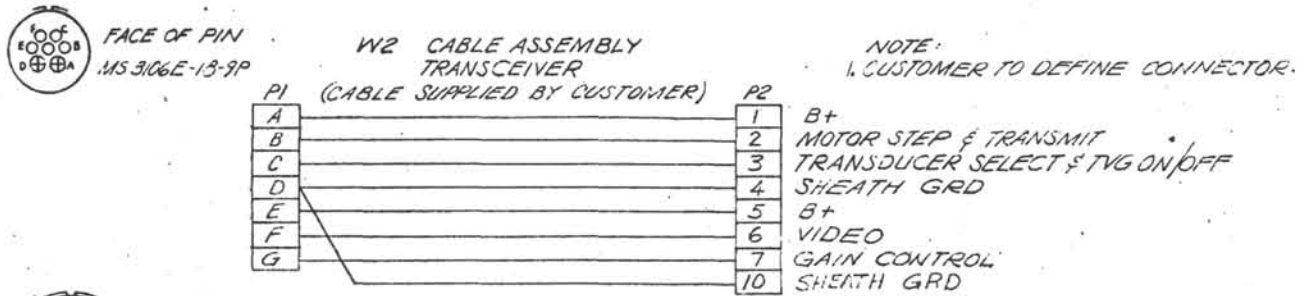 FACE OF PIN
MS3106E-18-9P
F C
E B
D A
W2 CABLE ASSEMBLY
TRANSCEIVER
(CABLE SUPPLIED BY CUSTOMER)
NOTE:
1. CUSTOMER TO DEFINE CONNECTOR.
P1 P2
A 1 B+
B 2 MOTOR STEP & TRANSMIT
C 3 TRANSDUCER SELECT & TVG ON/OFF
D 4 SHEATH GRD
E 5 B+
F 6 VIDEO
G 7 GAIN CONTROL
10 SHEATH GRD